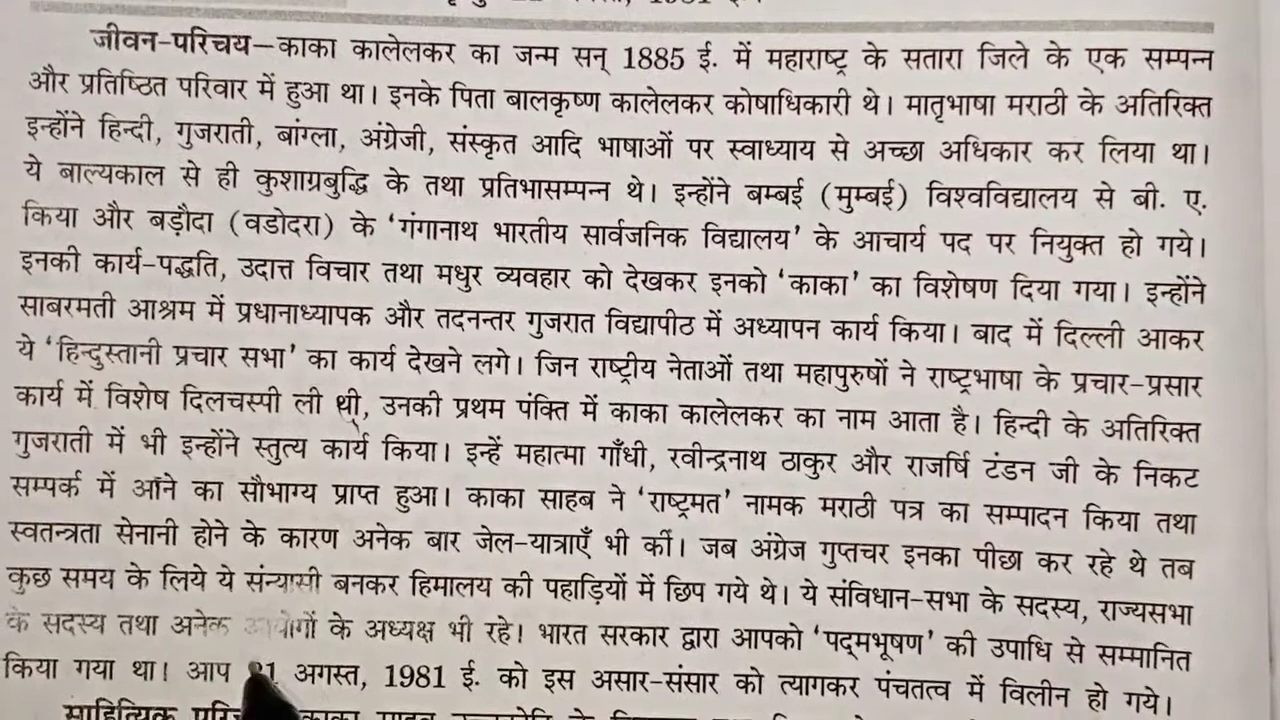 जीवन-परिचय—काका कालेलकर का जन्म सन् 1885 ई. में महाराष्ट्र के सतारा जिले के एक सम्पन्न
और प्रतिष्ठित परिवार में हुआ था। इनके पिता बालकृष्ण कालेलकर कोषाधिकारी थे। मातृभाषा मराठी के अतिरिक्त
इन्होंने हिन्दी, गुजराती, बांग्ला, अंग्रेजी, संस्कृत आदि भाषाओं पर स्वाध्याय से अच्छा अधिकार कर लिया था।
ये बाल्यकाल से ही कुशाग्रबुद्धि के तथा प्रतिभासम्पन्न थे। इन्होंने बम्बई (मुम्बई) विश्वविद्यालय से बी. ए.
किया और बड़ौदा (वडोदरा) के 'गंगानाथ भारतीय सार्वजनिक विद्यालय' के आचार्य पद पर नियुक्त हो गये।
इनकी कार्य-पद्धति, उदात्त विचार तथा मधुर व्यवहार को देखकर इनको 'काका' का विशेषण दिया गया। इन्होंने
साबरमती आश्रम में प्रधानाध्यापक और तदनन्तर गुजरात विद्यापीठ में अध्यापन कार्य किया। बाद में दिल्ली आकर
ये 'हिन्दुस्तानी प्रचार सभा' का कार्य देखने लगे। जिन राष्ट्रीय नेताओं तथा महापुरुषों ने राष्ट्रभाषा के प्रचार-प्रसार
कार्य में विशेष दिलचस्पी ली थी, उनकी प्रथम पंक्ति में काका कालेलकर का नाम आता है। हिन्दी के अतिरिक्त
गुजराती में भी इन्होंने स्तुत्य कार्य किया। इन्हें महात्मा गाँधी, रवीन्द्रनाथ ठाकुर और राजर्षि टंडन जी के निकट
सम्पर्क में आने का सौभाग्य प्राप्त हुआ। काका साहब ने 'राष्ट्रमत' नामक मराठी पत्र का सम्पादन किया तथा
स्वतन्त्रता सेनानी होने के कारण अनेक बार जेल-यात्राएँ भी कीं। जब अंग्रेज गुप्तचर इनका पीछा कर रहे थे तब
कुछ समय के लिये ये संन्यासी बनकर हिमालय की पहाड़ियों में छिप गये थे। ये संविधान-सभा के सदस्य, राज्यसभा
के सदस्य तथा अनेक के अध्यक्ष भी रहे। भारत सरकार द्वारा आपको 'पद्मभूषण' की उपाधि से सम्मानित
किया गया था। आप अगस्त, 1981 ई. को इस असार-संसार को त्यागकर पंचतत्व में विलीन हो गये।
साहित्यिक